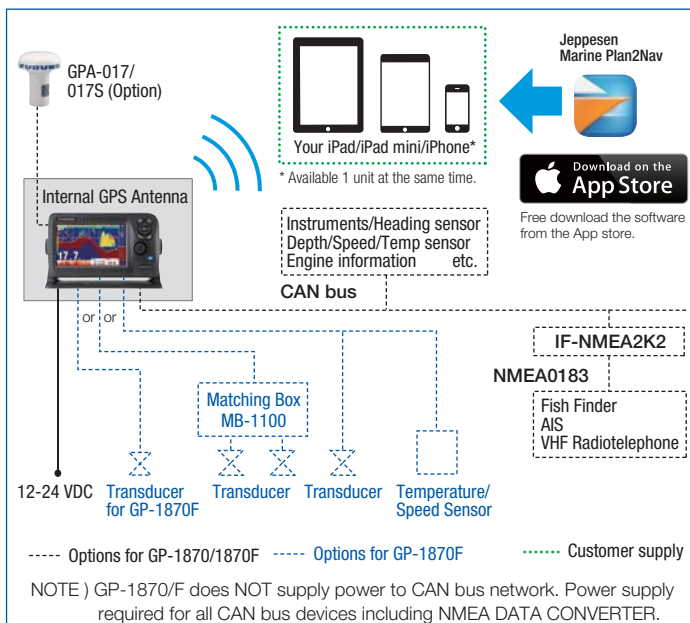 GPA-017/
017S (Option)
FURUNO
Jeppesen
Marine Plan2Nav
Your iPad/iPad mini/iPhone*
* Available 1 unit at the same time.
Download on the
App Store
Free download the software
from the App store.
Internal GPS Antenna
17 7
Instruments/Heading sensor
Depth/Speed/Temp sensor
Engine information etc.
CAN bus
or or
IF-NMEA2K2
NMEA0183
Fish Finder
AIS
VHF Radiotelephone
Matching Box
MB-1100
12-24 VDC
Transducer
for GP-1870F
Transducer
Transducer
Temperature/
Speed Sensor
Options for GP-1870/1870F
Options for GP-1870F
Customer supply
NOTE ) GP-1870/F does NOT supply power to CAN bus network. Power supply
required for all CAN bus devices including NMEA DATA CONVERTER.